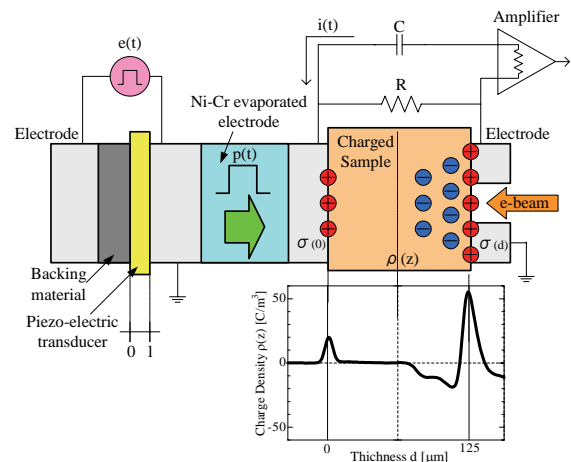 Amplifier
e(t)
i(t)
C
R
Ni-Cr evaporated
electrode
Electrode
p(t)
Charged
Sample
Electrode
e-beam
σ(0)
ρ(z)
σ(d)
Backing
material
Piezo-electric
transducer
0 1
Charge Density ρ(z) [C/m³]
50
0
-50
0
125
Thichness d [μm]